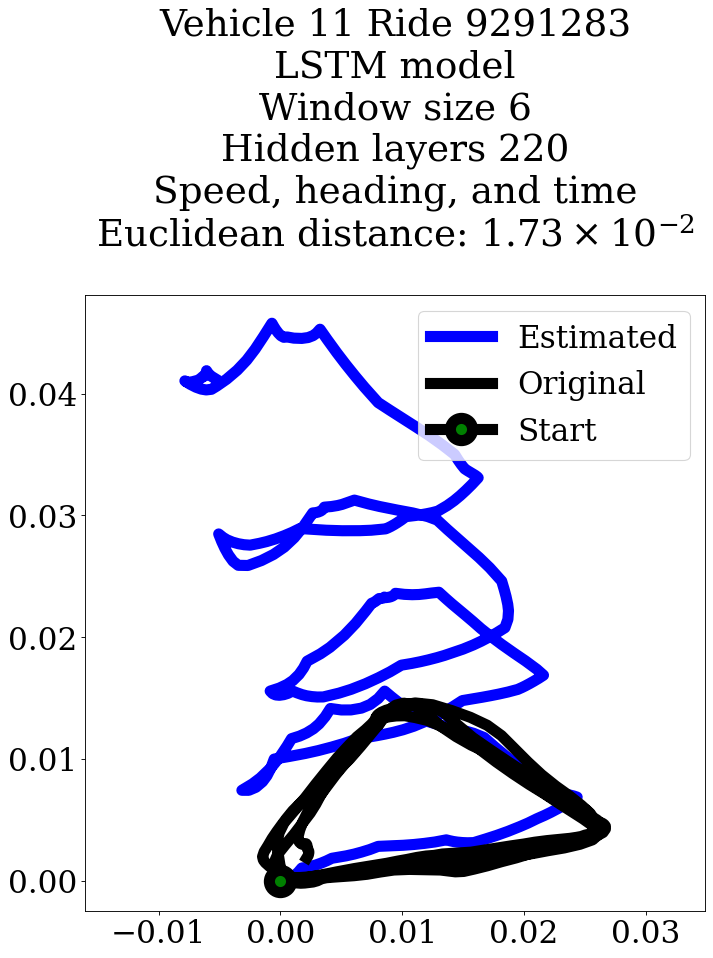 Vehicle 11 Ride 9291283
LSTM model
Window size 6
Hidden layers 220
Speed, heading, and time
Euclidean distance: 1.73 × 10⁻²
Estimated
Original
Start
0.04
0.03
0.02
0.01
0.00
−0.01 0.00 0.01 0.02 0.03